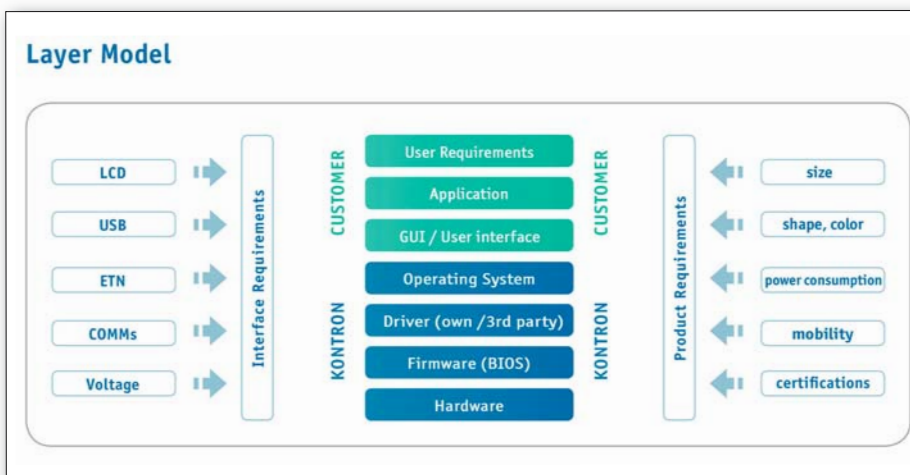 Layer Model
LCD
USB
ETN
COMMs
Voltage
Interface Requirements
CUSTOMER
KONTRON
User Requirements
Application
GUI / User interface
Operating System
Driver (own /3rd party)
Firmware (BIOS)
Hardware
CUSTOMER
KONTRON
Product Requirements
size
shape, color
power consumption
mobility
certifications